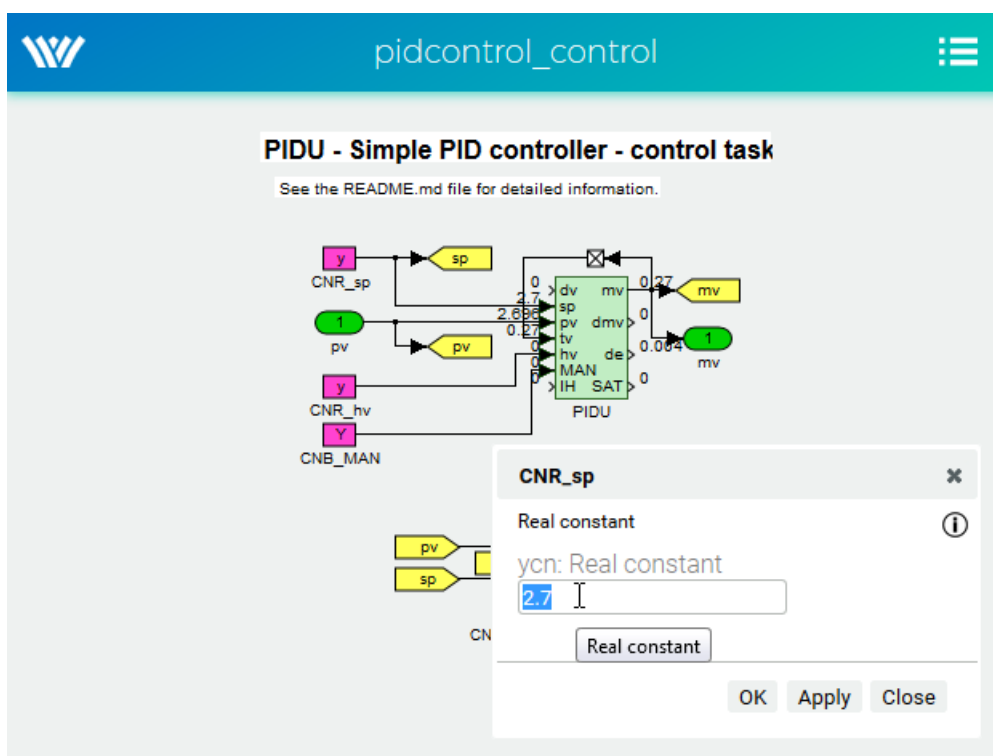 pidcontrol_control
PIDU - Simple PID controller - control task
See the README.md file for detailed information.
y
CNR_sp
sp
1
pv
pv
y
CNR_hv
Y
CNB_MAN
0
2.7
2.696
0.27
0
0
0
dv
sp
pv
tv
hv
MAN
IH
mv
dmv
de
SAT
PIDU
0.27
0
0.004
0
mv
1
mv
pv
sp
CN
CNR_sp
Real constant
ycn: Real constant
2.7
Real constant
OK Apply Close